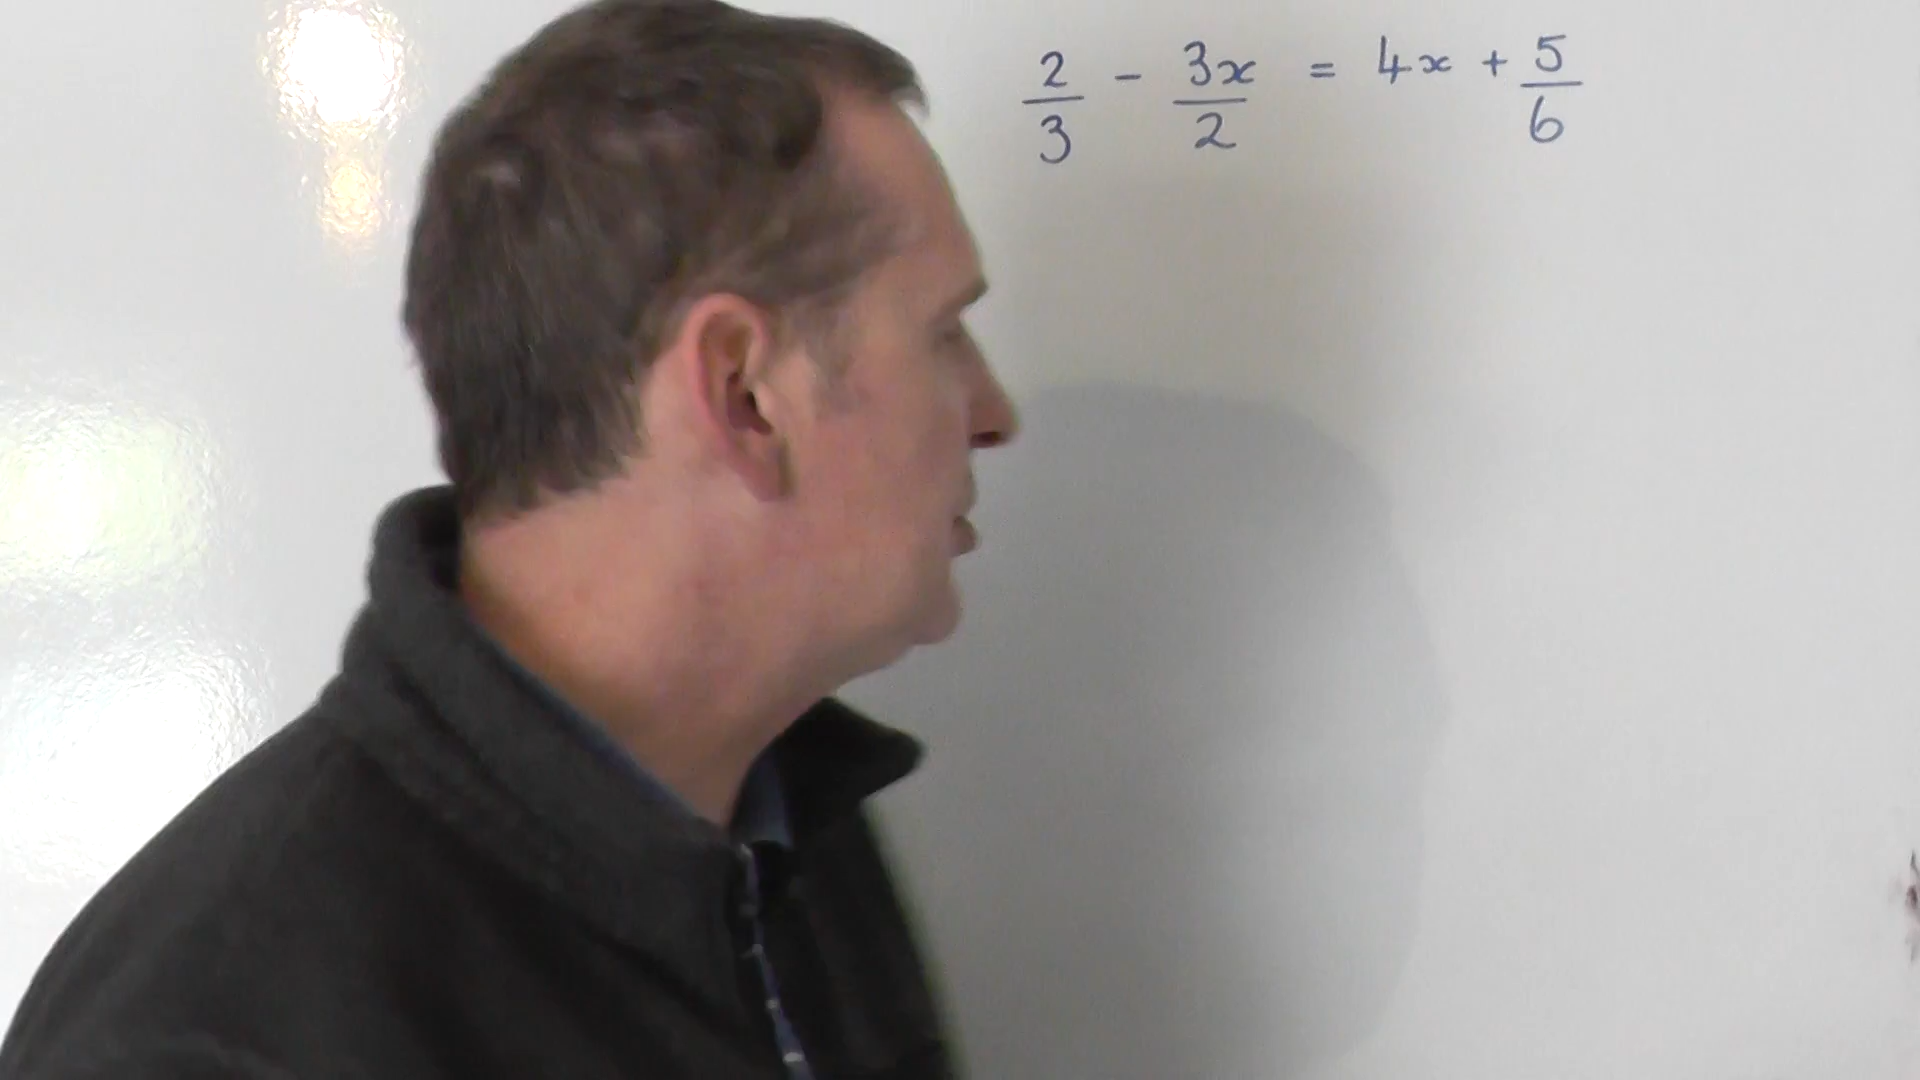 2/3 - 3x/2 = 4x + 5/6